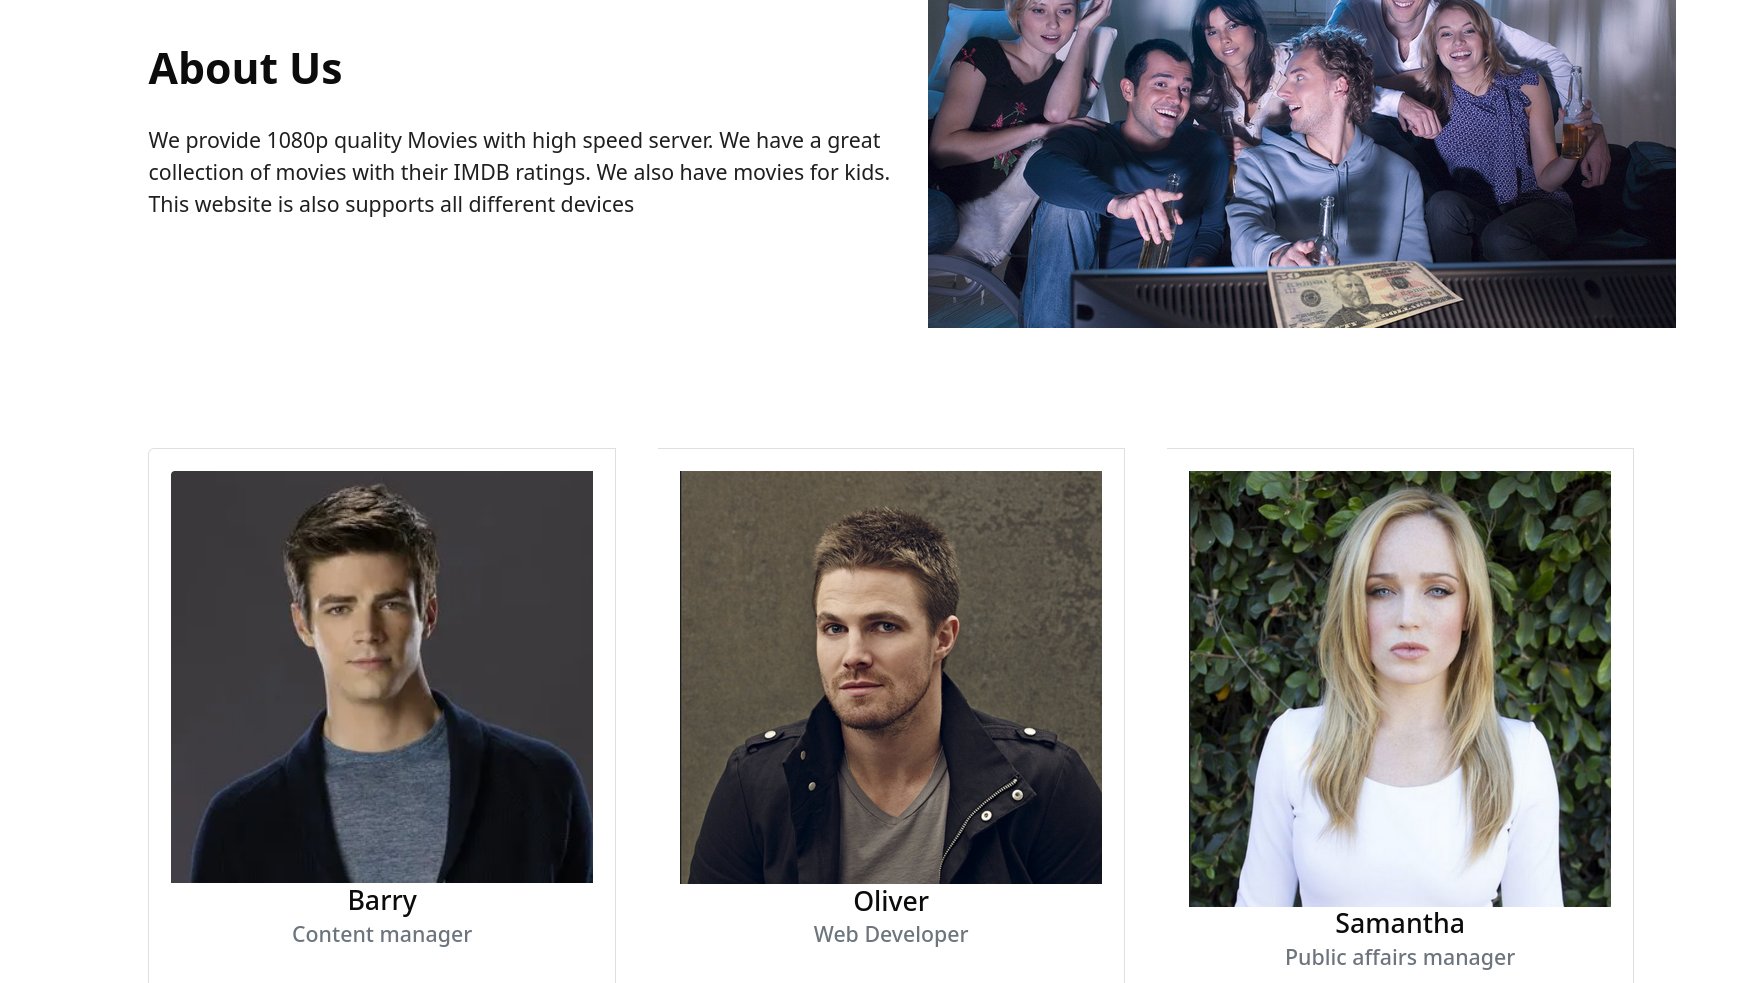 About Us
We provide 1080p quality Movies with high speed server. We have a great
collection of movies with their IMDB ratings. We also have movies for kids.
This website is also supports all different devices
50
DOLLARS
Barry
Oliver
Samantha
Content manager
Web Developer
Public affairs manager